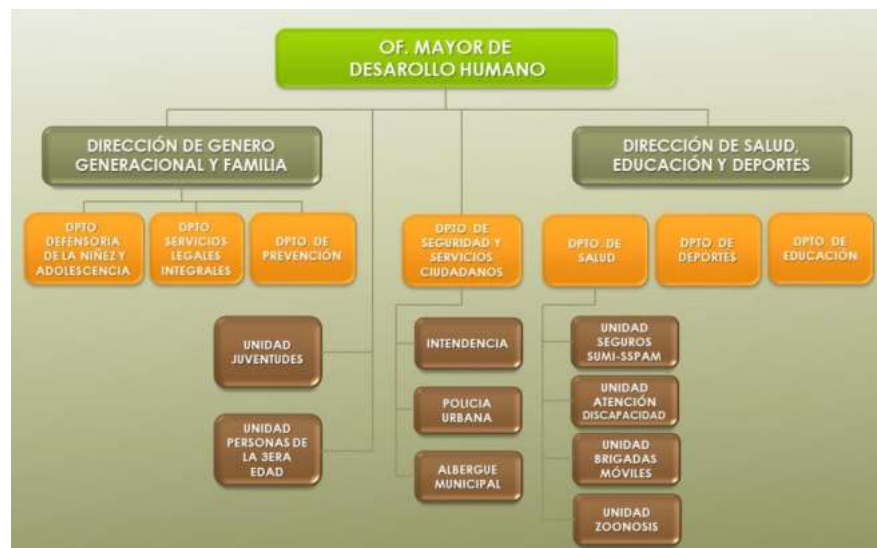 OF. MAYOR DE
DESAROLLO HUMANO
DIRECCIÓN DE GENERO
GENERACIONAL Y FAMILIA
DIRECCIÓN DE SALUD,
EDUCACIÓN Y DEPORTES
DPTO
DEFENSORIA
DE LA NIÑEZ Y
ADOLESCENCIA
DPTO
SERVICIOS
LEGALES
INTEGRALES
DPTO. DE
PREVENCIÓN
DPTO. DE
SEGURIDAD Y
SERVICIOS
CIUDADANOS
DPTO. DE
SALUD
DPTO. DE
DEPORTES
DPTO. DE
EDUCACIÓN
UNIDAD
JUVENTUDES
UNIDAD
PERSONAS DE
LA 3ERA
EDAD
INTENDENCIA
POLICIA
URBANA
ALBERGUE
MUNICIPAL
UNIDAD
SEGUROS
SUMI-SSPAM
UNIDAD
ATENCIÓN
DISCAPACIDAD
UNIDAD
BRIGADAS
MÓVILES
UNIDAD
ZOONOSIS